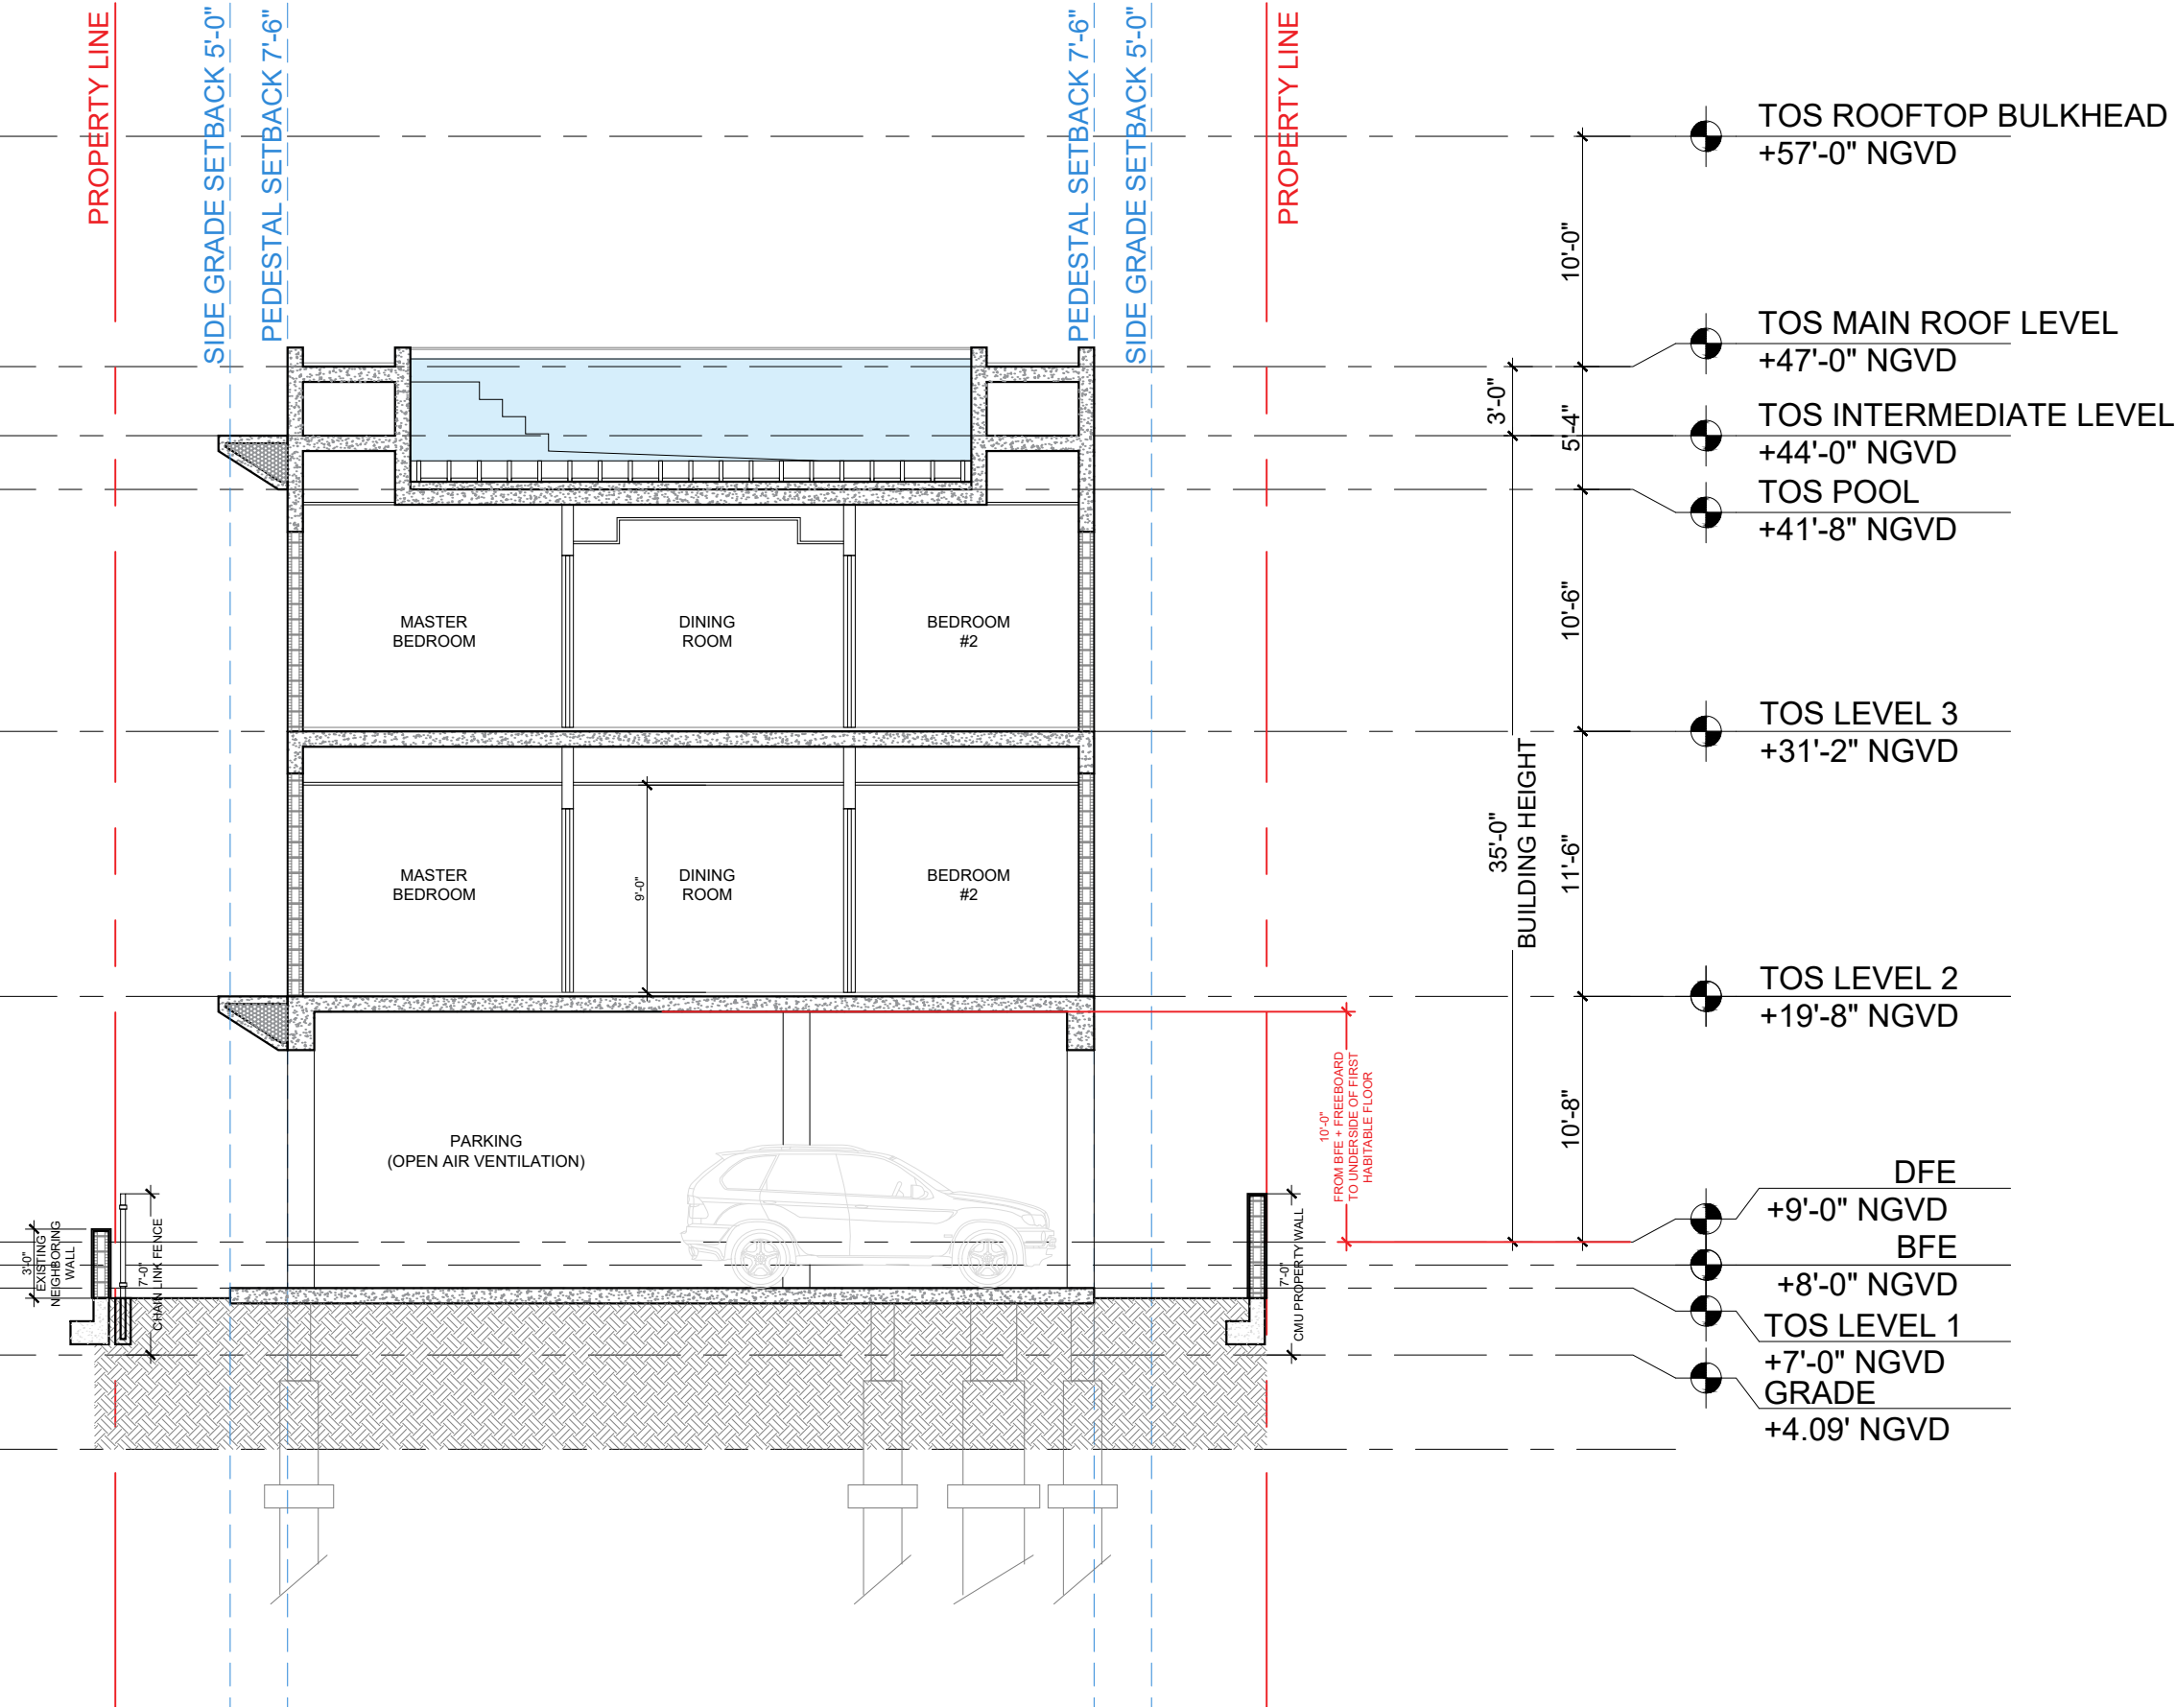 PROPERTY LINE
SIDE GRADE SETBACK 5'-0"
PEDESTAL SETBACK 7'-6"
PEDESTAL SETBACK 7'-6"
SIDE GRADE SETBACK 5'-0"
PROPERTY LINE
TOS ROOFTOP BULKHEAD
+57'-0" NGVD
10'-0"
TOS MAIN ROOF LEVEL
+47'-0" NGVD
3'-0"
5'-4"
TOS INTERMEDIATE LEVEL
+44'-0" NGVD
TOS POOL
+41'-8" NGVD
MASTER
BEDROOM
DINING
ROOM
BEDROOM
#2
10'-6"
TOS LEVEL 3
+31'-2" NGVD
MASTER
BEDROOM
9'-0"
DINING
ROOM
BEDROOM
#2
35'-0"
BUILDING HEIGHT
11'-6"
TOS LEVEL 2
+19'-8" NGVD
PARKING
(OPEN AIR VENTILATION)
10'-0"
FROM BFE + FREEBOARD
TO UNDERSIDE OF FIRST
HABITABLE FLOOR
10'-8"
DFE
+9'-0" NGVD
BFE
+8'-0" NGVD
TOS LEVEL 1
+7'-0" NGVD
GRADE
+4.09' NGVD
3'-0"
EXISTING
NEIGHBORING
WALL
7'-0"
CHAIN LINK FENCE
7'-0"
CMU PROPERTY WALL